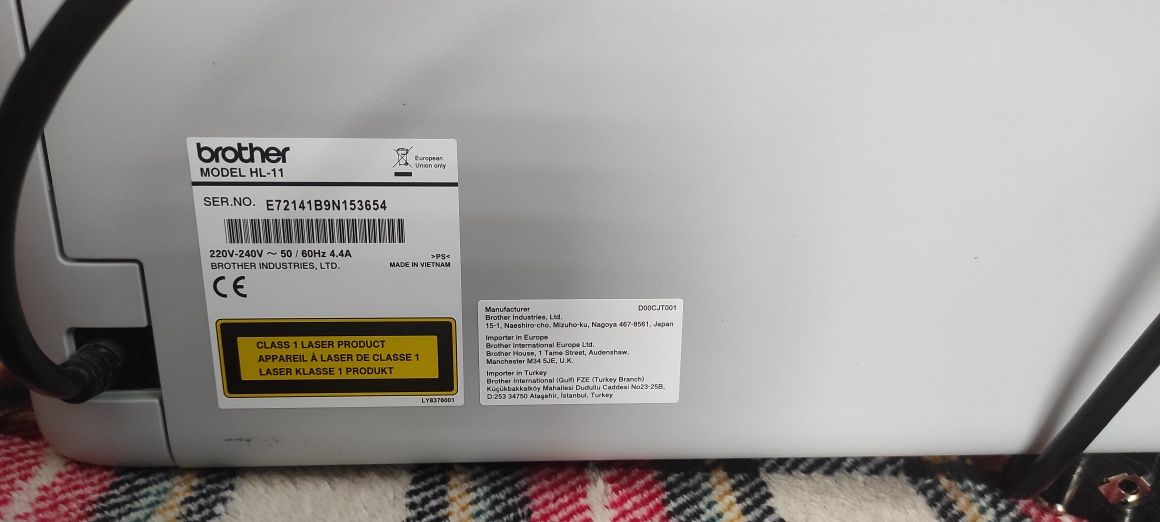 brother
European
Union only
MODEL HL-11
SER.NO. E72141B9N153654
220V-240V ~ 50 / 60Hz 4.4A
>PS<
BROTHER INDUSTRIES, LTD.
MADE IN VIETNAM
CE
CLASS 1 LASER PRODUCT
APPAREIL À LASER DE CLASSE 1
LASER KLASSE 1 PRODUKT
LY8376001
Manufacturer D00CJT001
Brother Industries, Ltd.
15-1, Naeshiro-cho, Mizuho-ku, Nagoya 467-8561, Japan
Importer in Europe
Brother International Europe Ltd.
Brother House, 1 Tame Street, Audenshaw,
Manchester M34 5JE, U.K.
Importer in Turkey
Brother International (Gulf) FZE (Turkey Branch)
Küçükbakkalköy Mahallesi Dudullu Caddesi No23-25B,
D:253 34750 Ataşehir, İstanbul, Turkey